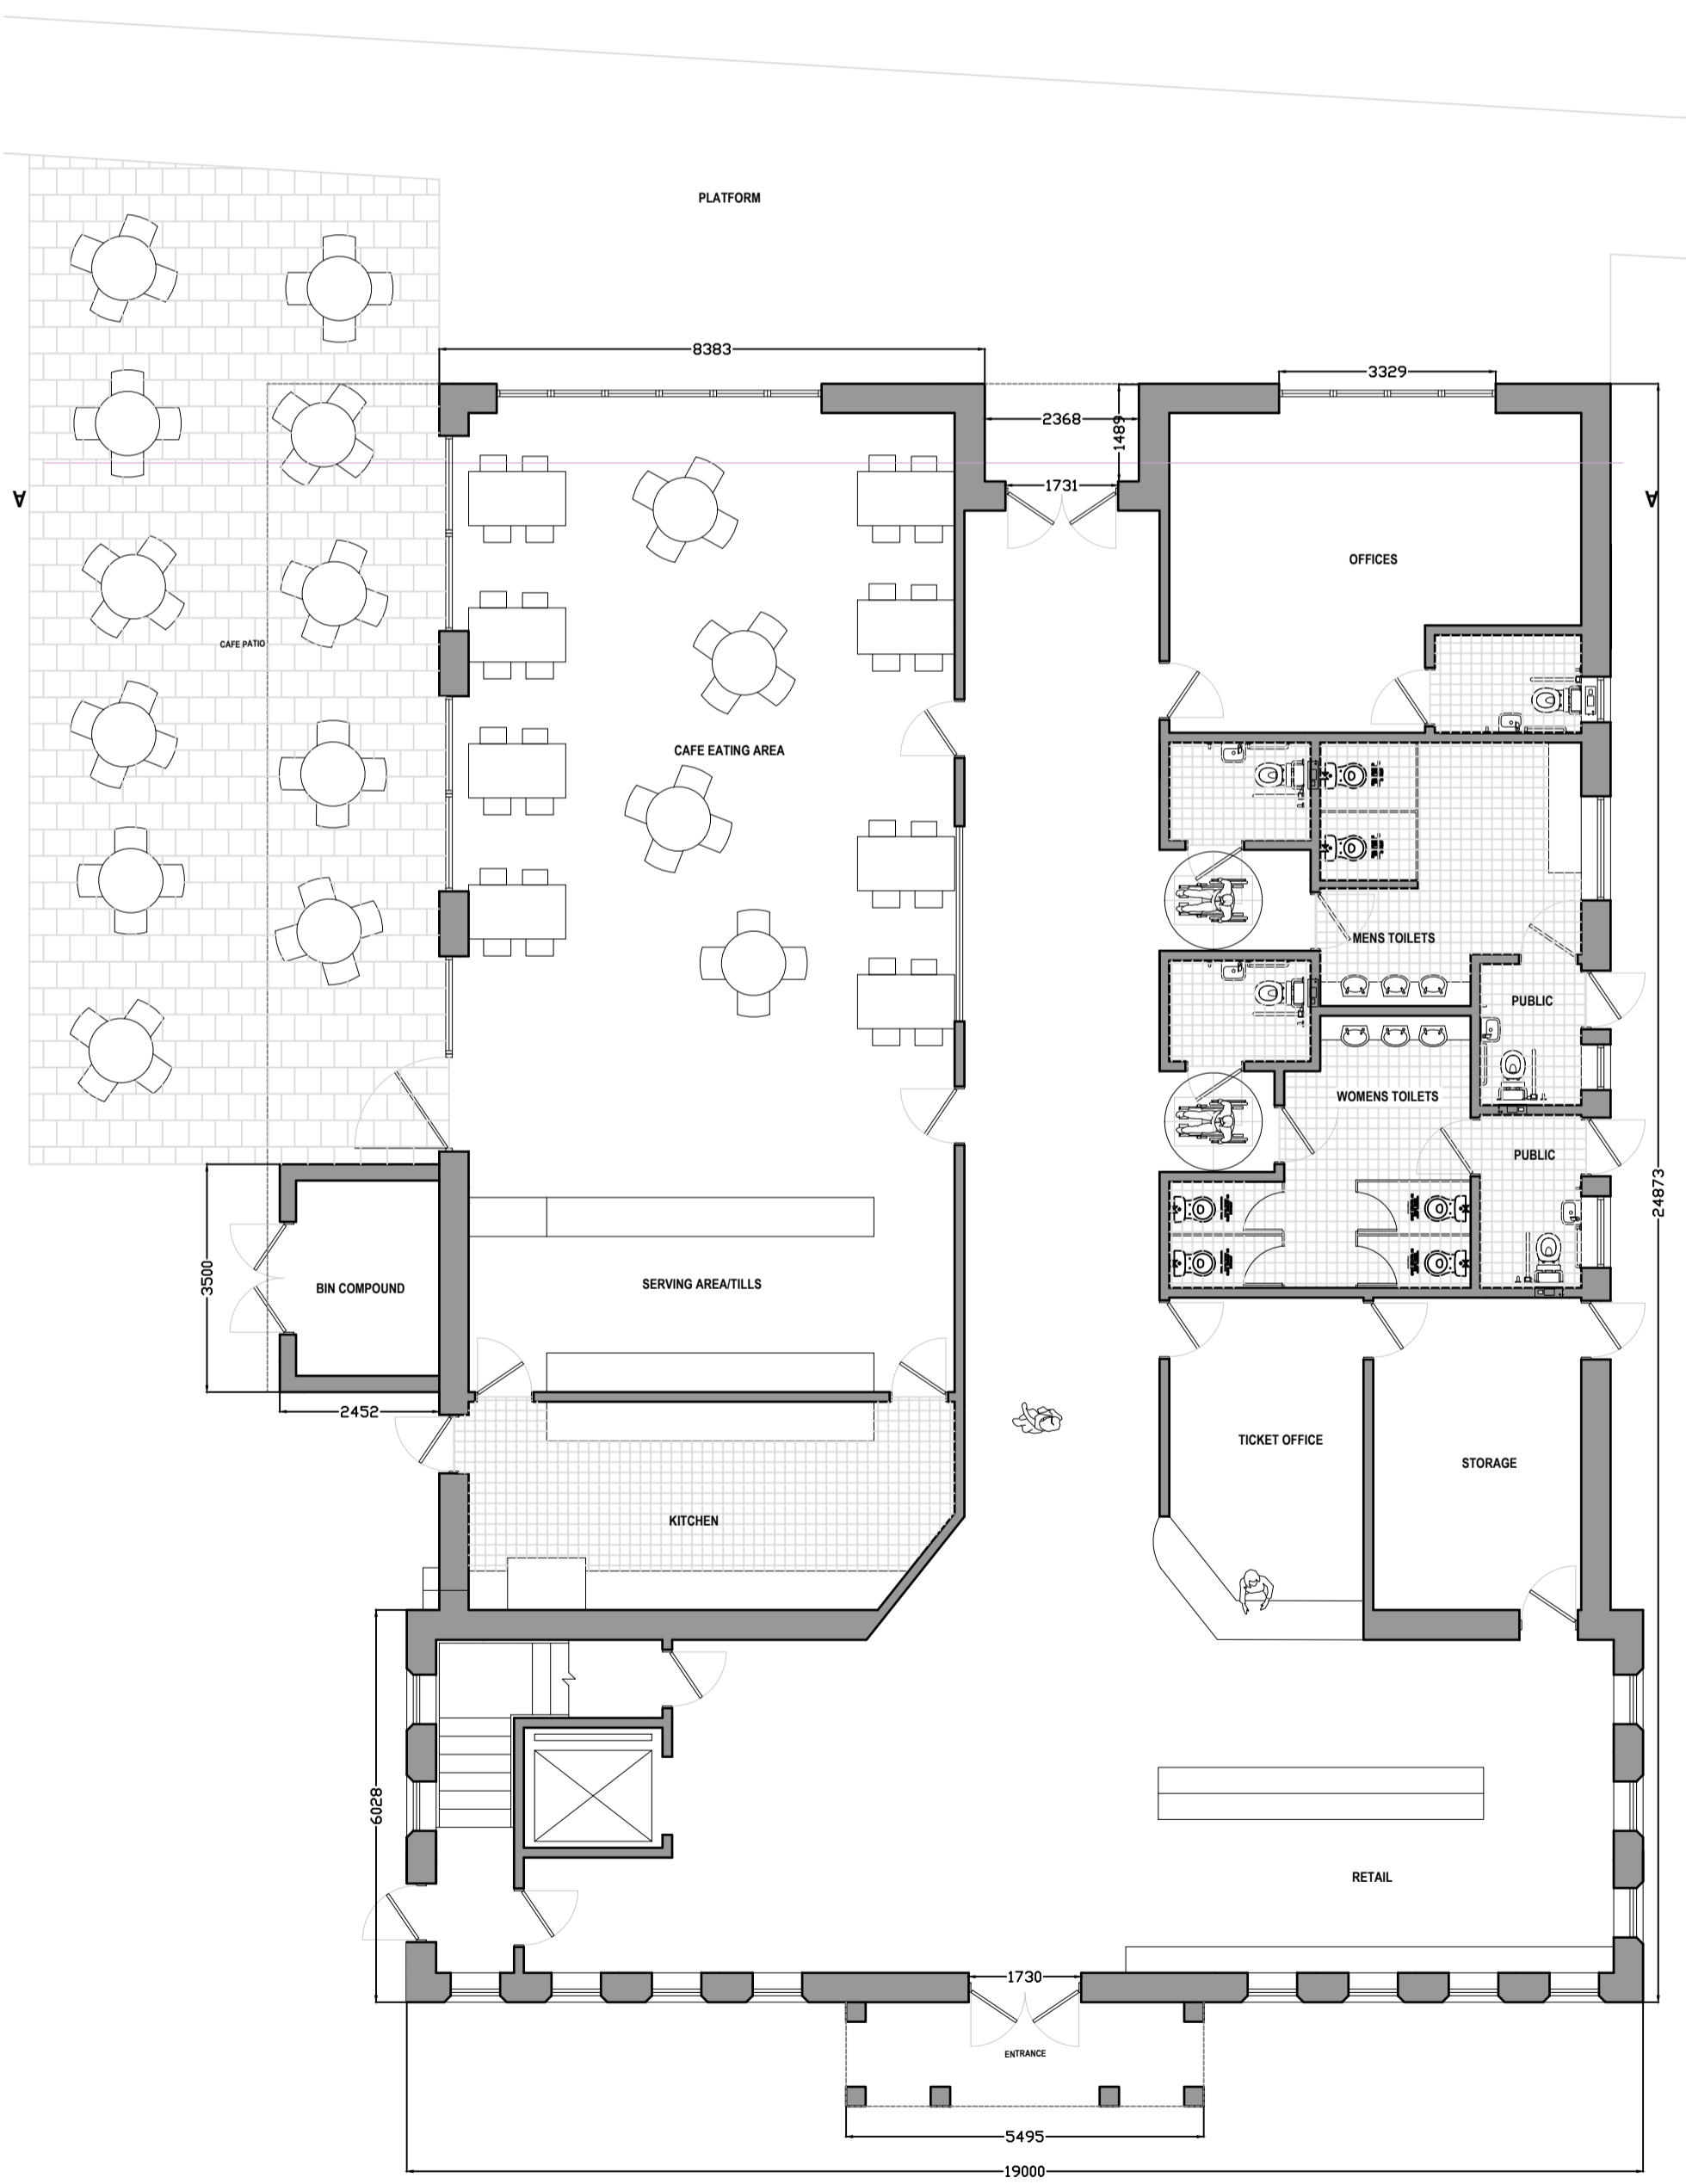 PLATFORM
8383
3329
2368
1489
1731
A
A
OFFICES
CAFE PATIO
CAFE EATING AREA
MENS TOILETS
PUBLIC
WOMENS TOILETS
PUBLIC
24873
3500
BIN COMPOUND
SERVING AREA/TILLS
2452
TICKET OFFICE
STORAGE
KITCHEN
6028
RETAIL
1730
ENTRANCE
5495
19000